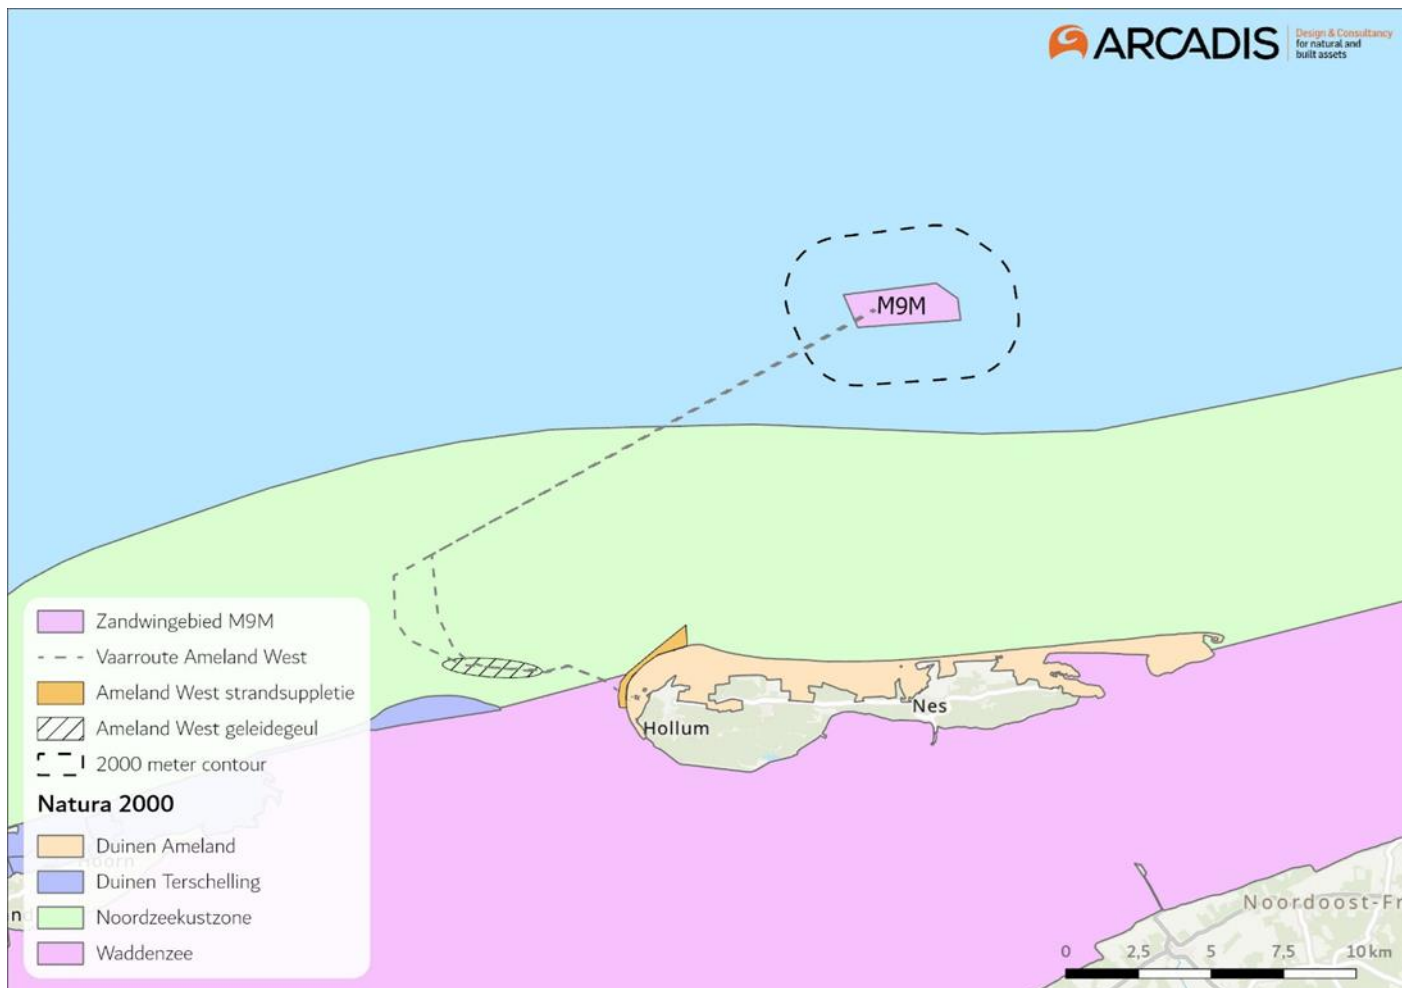 ARCADIS
Design & Consultancy
for natural and
built assets
M9M
Zandwingebied M9M
Vaarroute Ameland West
Ameland West strandsuppletie
Ameland West geleidegeul
2000 meter contour
Natura 2000
Duinen Ameland
Duinen Terschelling
Noordzeekustzone
Waddenzee
Hollum
Nes
Hoorn
Noordoost-Fr
0 2,5 5 7,5 10 km